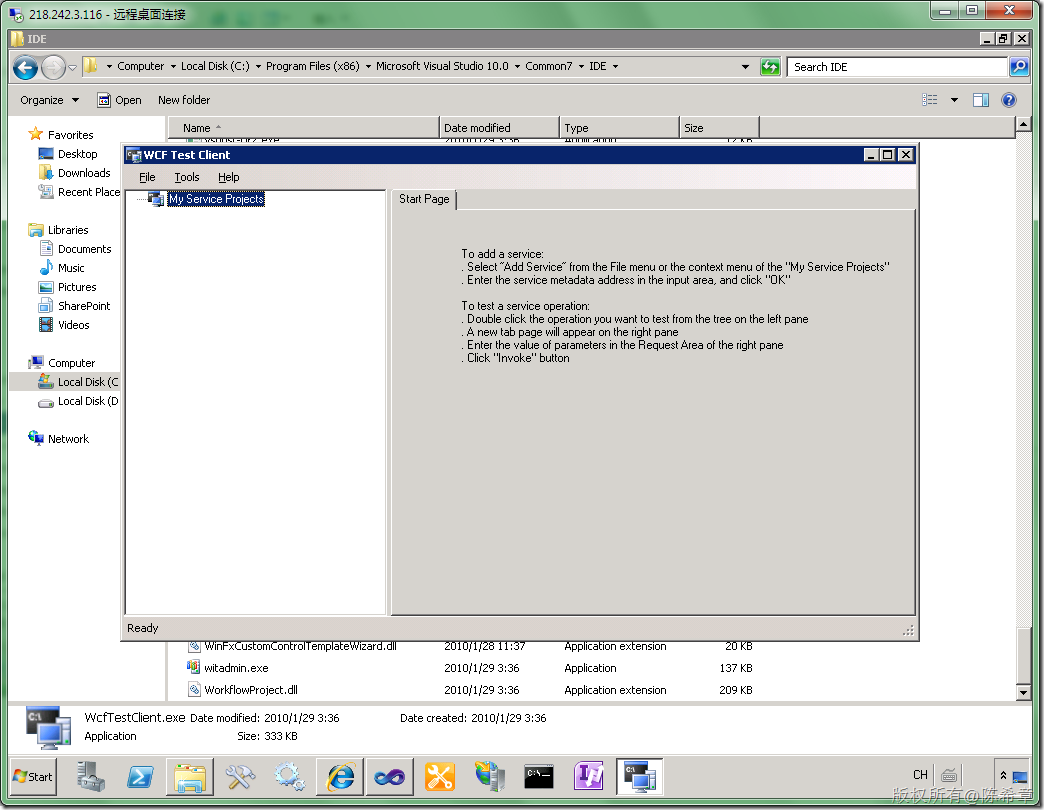 218.242.3.116 - 远程桌面连接
IDE
Computer Local Disk (C:) Program Files (x86) Microsoft Visual Studio 10.0 Common7 IDE
Search IDE
Organize Open New folder
Name Date modified Type Size
Favorites
Desktop
Downloads
Recent Place
Libraries
Documents
Music
Pictures
SharePoint
Videos
Computer
Local Disk (C
Local Disk (D
Network
WCF Test Client
File Tools Help
My Service Projects
Start Page
To add a service:
. Select "Add Service" from the File menu or the context menu of the "My Service Projects"
. Enter the service metadata address in the input area, and click "OK"
To test a service operation:
. Double click the operation you want to test from the tree on the left pane
. A new tab page will appear on the right pane
. Enter the value of parameters in the Request Area of the right pane
. Click "Invoke" button
Ready
WinFxCustomControlTemplateWizard.dll 2010/1/28 11:37 Application extension 20 KB
witadmin.exe 2010/1/29 3:36 Application 137 KB
WorkflowProject.dll 2010/1/29 3:36 Application extension 209 KB
WcfTestClient.exe Date modified: 2010/1/29 3:36 Date created: 2010/1/29 3:36
Application Size: 333 KB
Start
CH
版权所有@陈希章